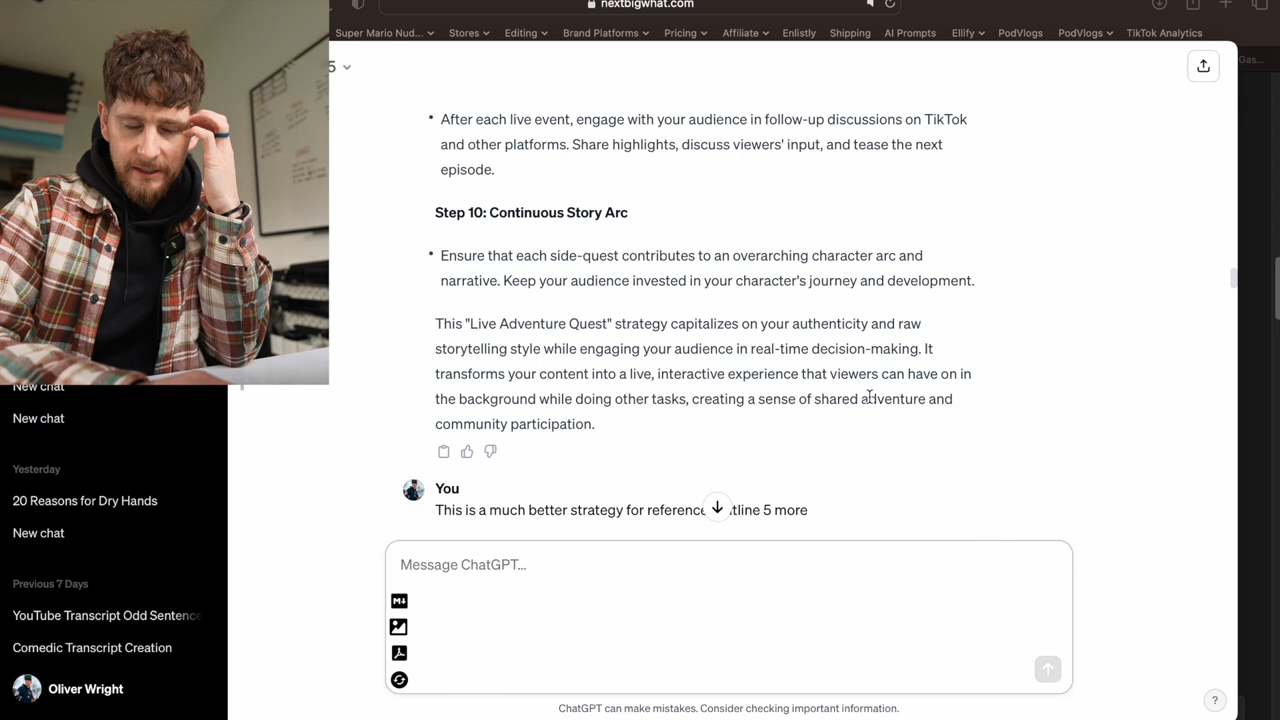 nextbigwhat.com
Super Mario Nud... Stores Editing Brand Platforms Pricing Affiliate Enlistly Shipping AI Prompts Ellify PodVlogs PodVlogs TikTok Analytics
Gas...
5
• After each live event, engage with your audience in follow-up discussions on TikTok
and other platforms. Share highlights, discuss viewers' input, and tease the next
episode.
Step 10: Continuous Story Arc
• Ensure that each side-quest contributes to an overarching character arc and
narrative. Keep your audience invested in your character's journey and development.
This "Live Adventure Quest" strategy capitalizes on your authenticity and raw
storytelling style while engaging your audience in real-time decision-making. It
transforms your content into a live, interactive experience that viewers can have on in
the background while doing other tasks, creating a sense of shared adventure and
community participation.
You
This is a much better strategy for reference tline 5 more
Message ChatGPT...
M↓
ChatGPT can make mistakes. Consider checking important information.
?
New chat
New chat
Yesterday
20 Reasons for Dry Hands
New chat
Previous 7 Days
YouTube Transcript Odd Sentence
Comedic Transcript Creation
Oliver Wright